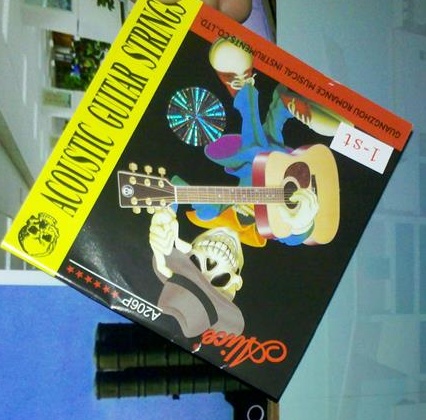 Alice
A206P
ACOUSTIC GUITAR STRINGS
1-st
GUANGZHOU ROMANCE MUSICAL INSTRUMENTS CO.,LTD